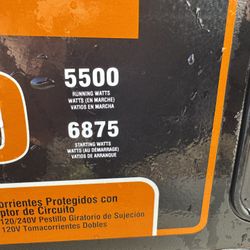 5500
RUNNING WATTS
WATTS (EN MARCHE)
VATIOS EN MARCHA
6875
STARTING WATTS
WATTS (AU DÉMARRAGE)
VATIOS DE ARRANQUE
orrientes Protegidos con
ptor de Circuito
120/240V Pestillo Giratorio de Sujeción
120V Tomacorrientes Dobles